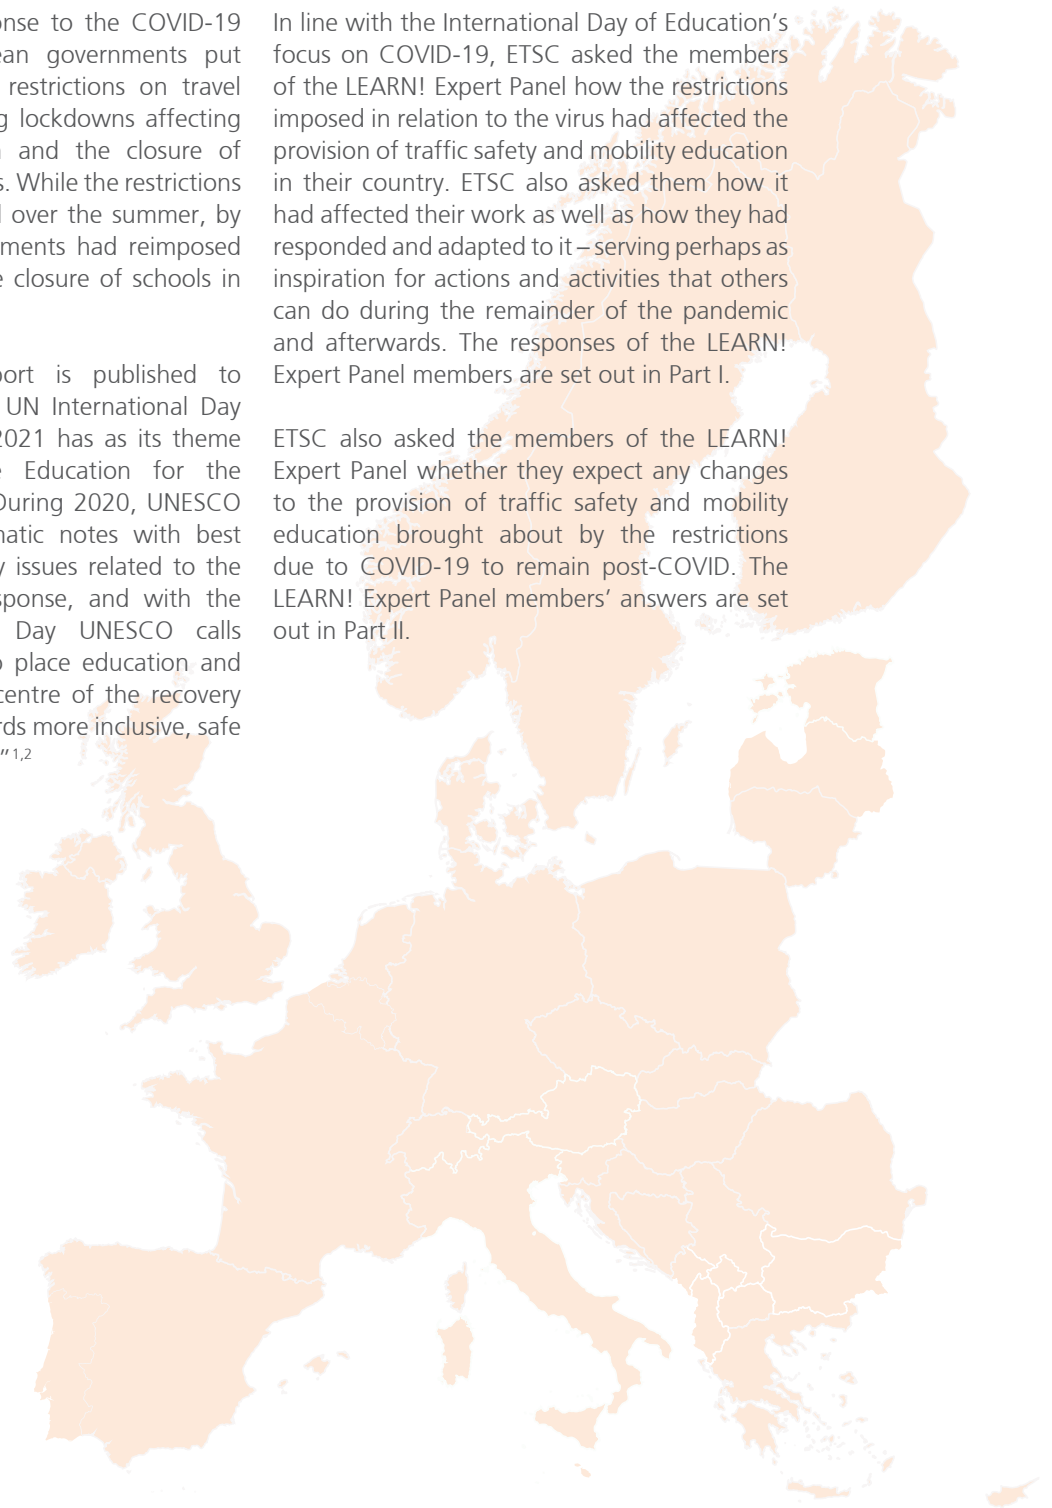 onse to the COVID-19
ean governments put
restrictions on travel
g lockdowns affecting
and the closure of
s. While the restrictions
over the summer, by
ments had reimposed
e closure of schools in
ort is published to
UN International Day
2021 has as its theme
Education for the
During 2020, UNESCO
matic notes with best
y issues related to the
sponse, and with the
Day UNESCO calls
o place education and
centre of the recovery
rds more inclusive, safe
” 1,2
In line with the International Day of Education’s
focus on COVID-19, ETSC asked the members
of the LEARN! Expert Panel how the restrictions
imposed in relation to the virus had affected the
provision of traffic safety and mobility education
in their country. ETSC also asked them how it
had affected their work as well as how they had
responded and adapted to it – serving perhaps as
inspiration for actions and activities that others
can do during the remainder of the pandemic
and afterwards. The responses of the LEARN!
Expert Panel members are set out in Part I.
ETSC also asked the members of the LEARN!
Expert Panel whether they expect any changes
to the provision of traffic safety and mobility
education brought about by the restrictions
due to COVID-19 to remain post-COVID. The
LEARN! Expert Panel members’ answers are set
out in Part II.